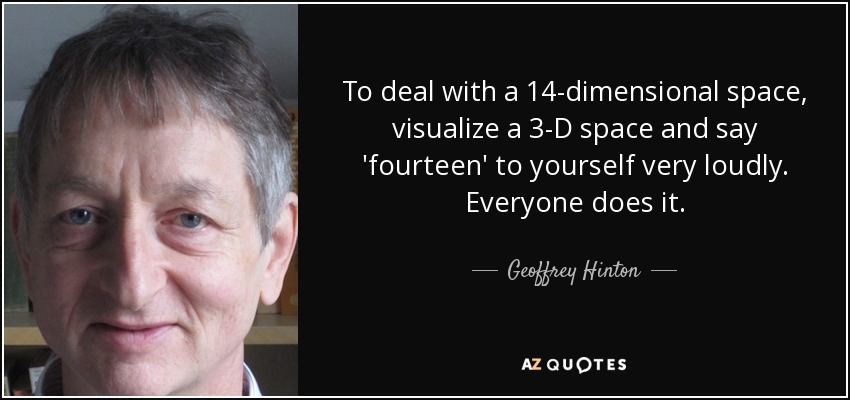 To deal with a 14-dimensional space,
visualize a 3-D space and say
'fourteen' to yourself very loudly.
Everyone does it.
Geoffrey Hinton
AZ QUOTES